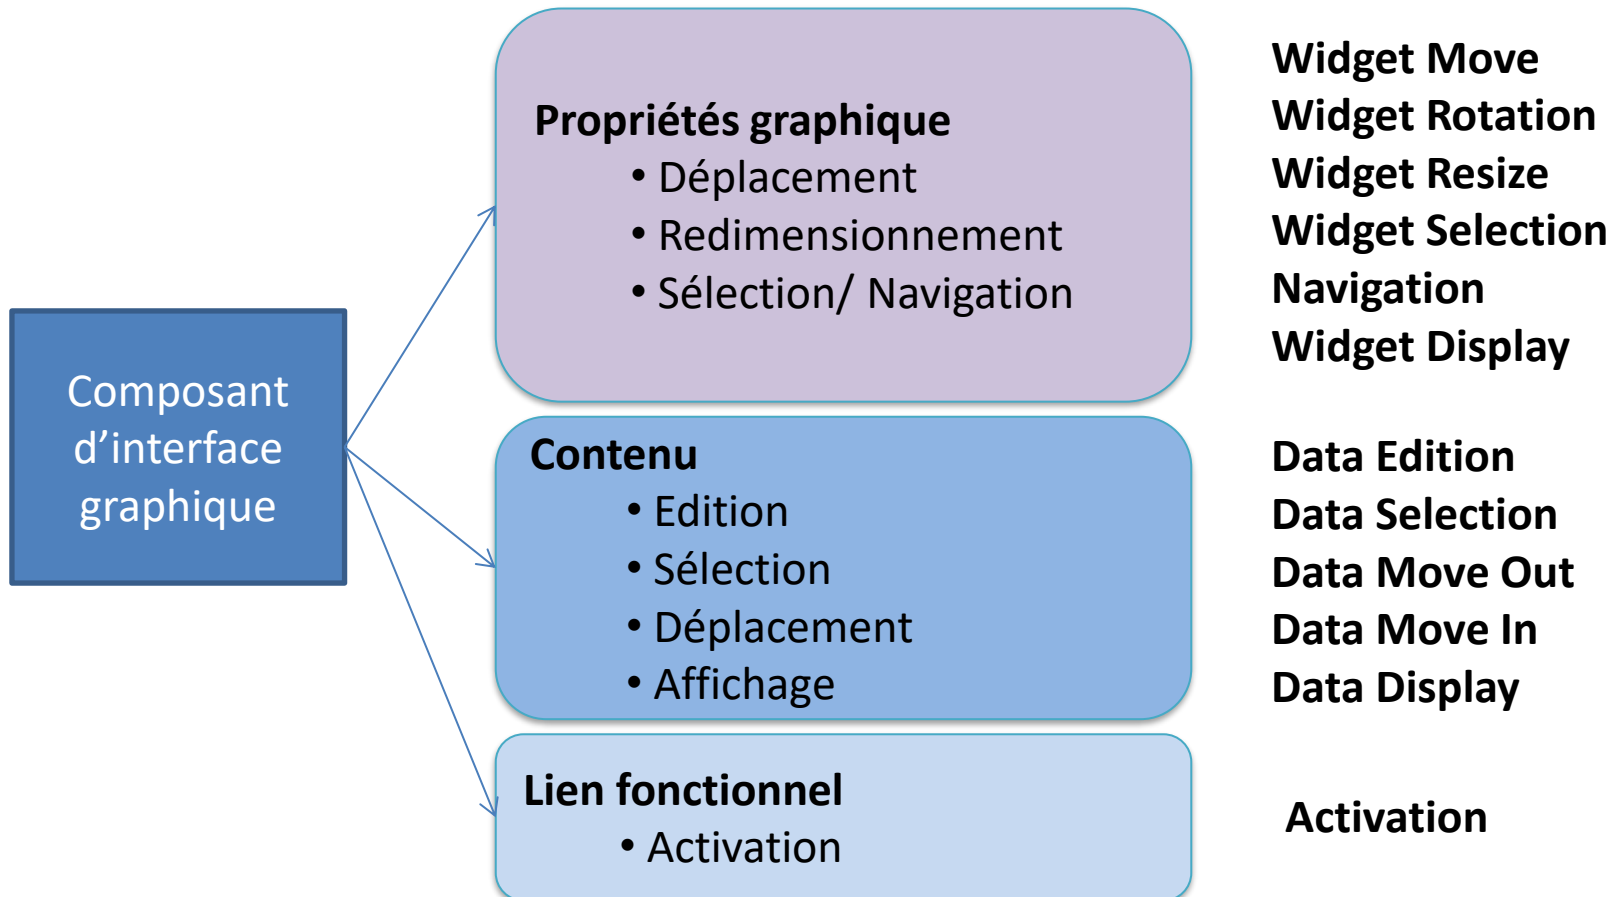 Composant
d’interface
graphique
Propriétés graphique
• Déplacement
• Redimensionnement
• Sélection/ Navigation
Widget Move
Widget Rotation
Widget Resize
Widget Selection
Navigation
Widget Display
Contenu
• Edition
• Sélection
• Déplacement
• Affichage
Data Edition
Data Selection
Data Move Out
Data Move In
Data Display
Lien fonctionnel
• Activation
Activation